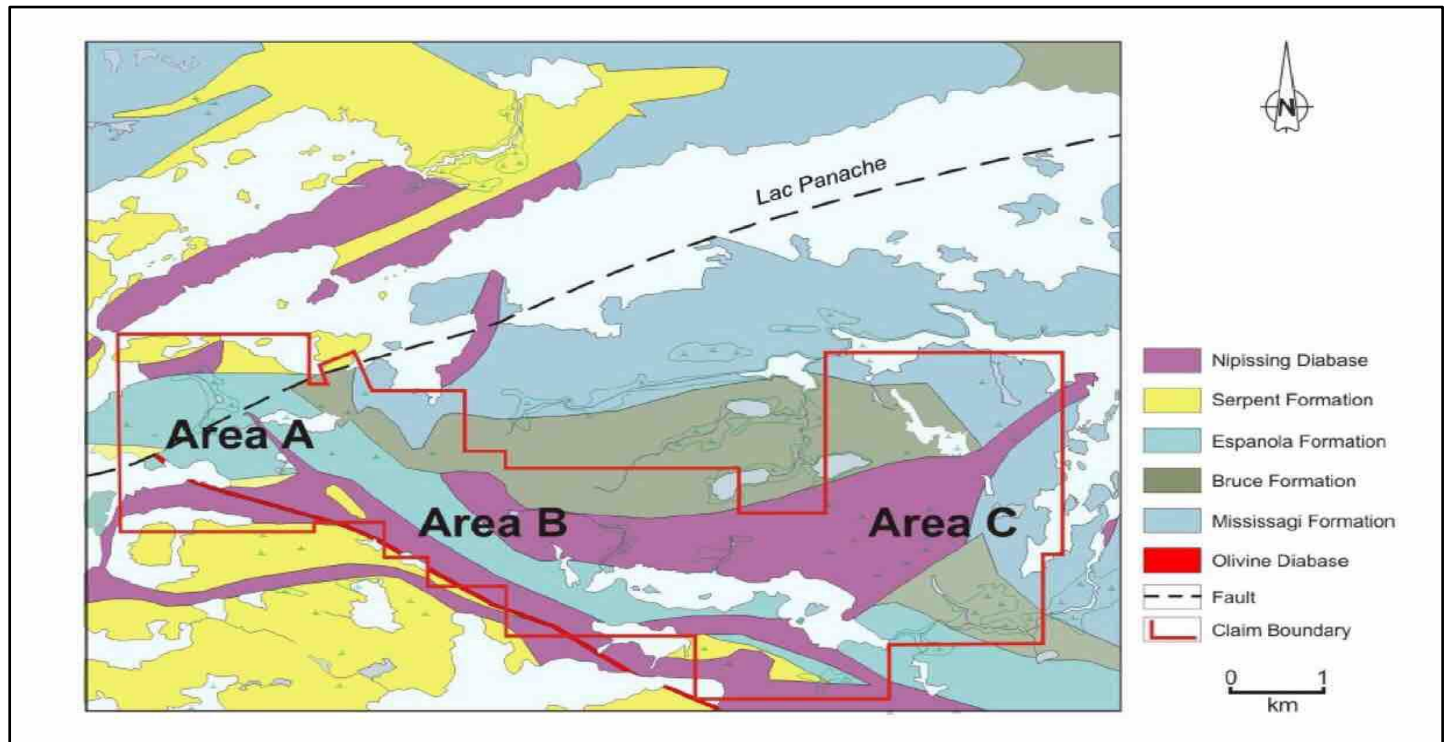 N
Lac Panache
Area A
Area B
Area C
Nipissing Diabase
Serpent Formation
Espanola Formation
Bruce Formation
Mississagi Formation
Olivine Diabase
Fault
Claim Boundary
0 1
km